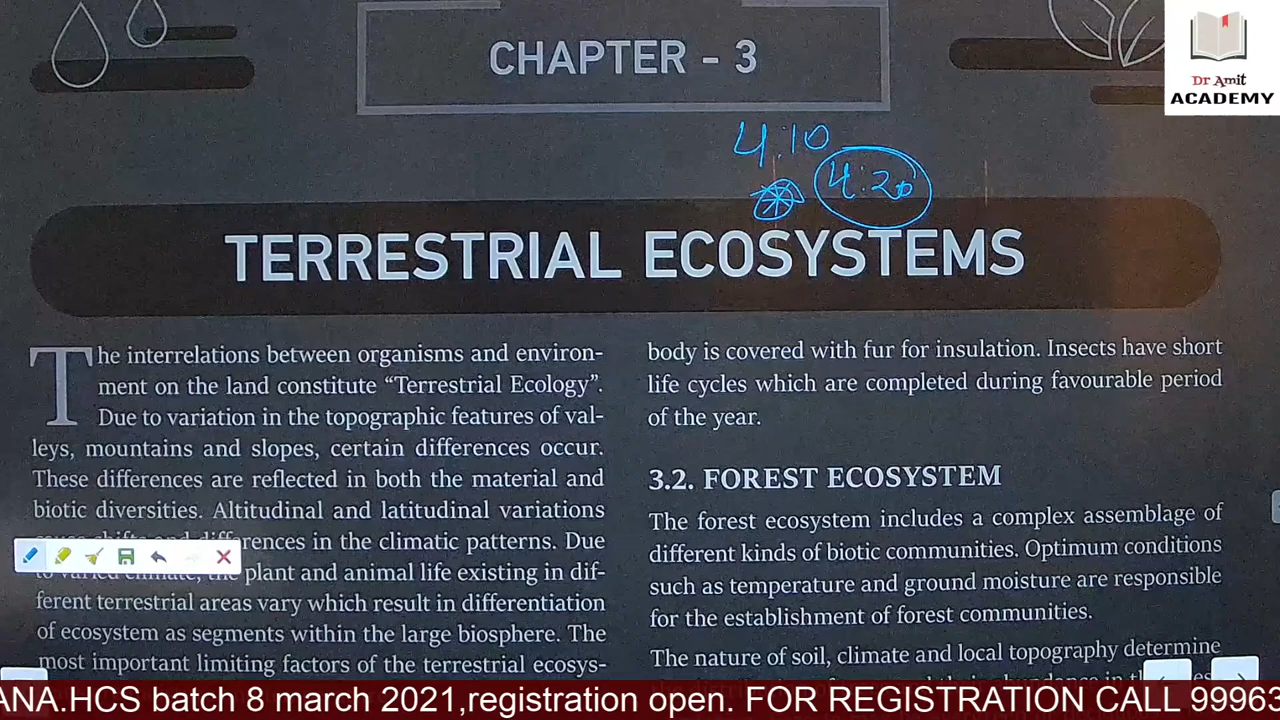 CHAPTER - 3
Dr Amit
ACADEMY
4:10
4:20
TERRESTRIAL ECOSYSTEMS
The interrelations between organisms and environ-
ment on the land constitute “Terrestrial Ecology”.
Due to variation in the topographic features of val-
leys, mountains and slopes, certain differences occur.
These differences are reflected in both the material and
biotic diversities. Altitudinal and latitudinal variations
differences in the climatic patterns. Due
plant and animal life existing in dif-
ferent terrestrial areas vary which result in differentiation
of ecosystem as segments within the large biosphere. The
most important limiting factors of the terrestrial ecosys-
body is covered with fur for insulation. Insects have short
life cycles which are completed during favourable period
of the year.
3.2. FOREST ECOSYSTEM
The forest ecosystem includes a complex assemblage of
different kinds of biotic communities. Optimum conditions
such as temperature and ground moisture are responsible
for the establishment of forest communities.
The nature of soil, climate and local topography determine
ANA.HCS batch 8 march 2021,registration open. FOR REGISTRATION CALL 99963